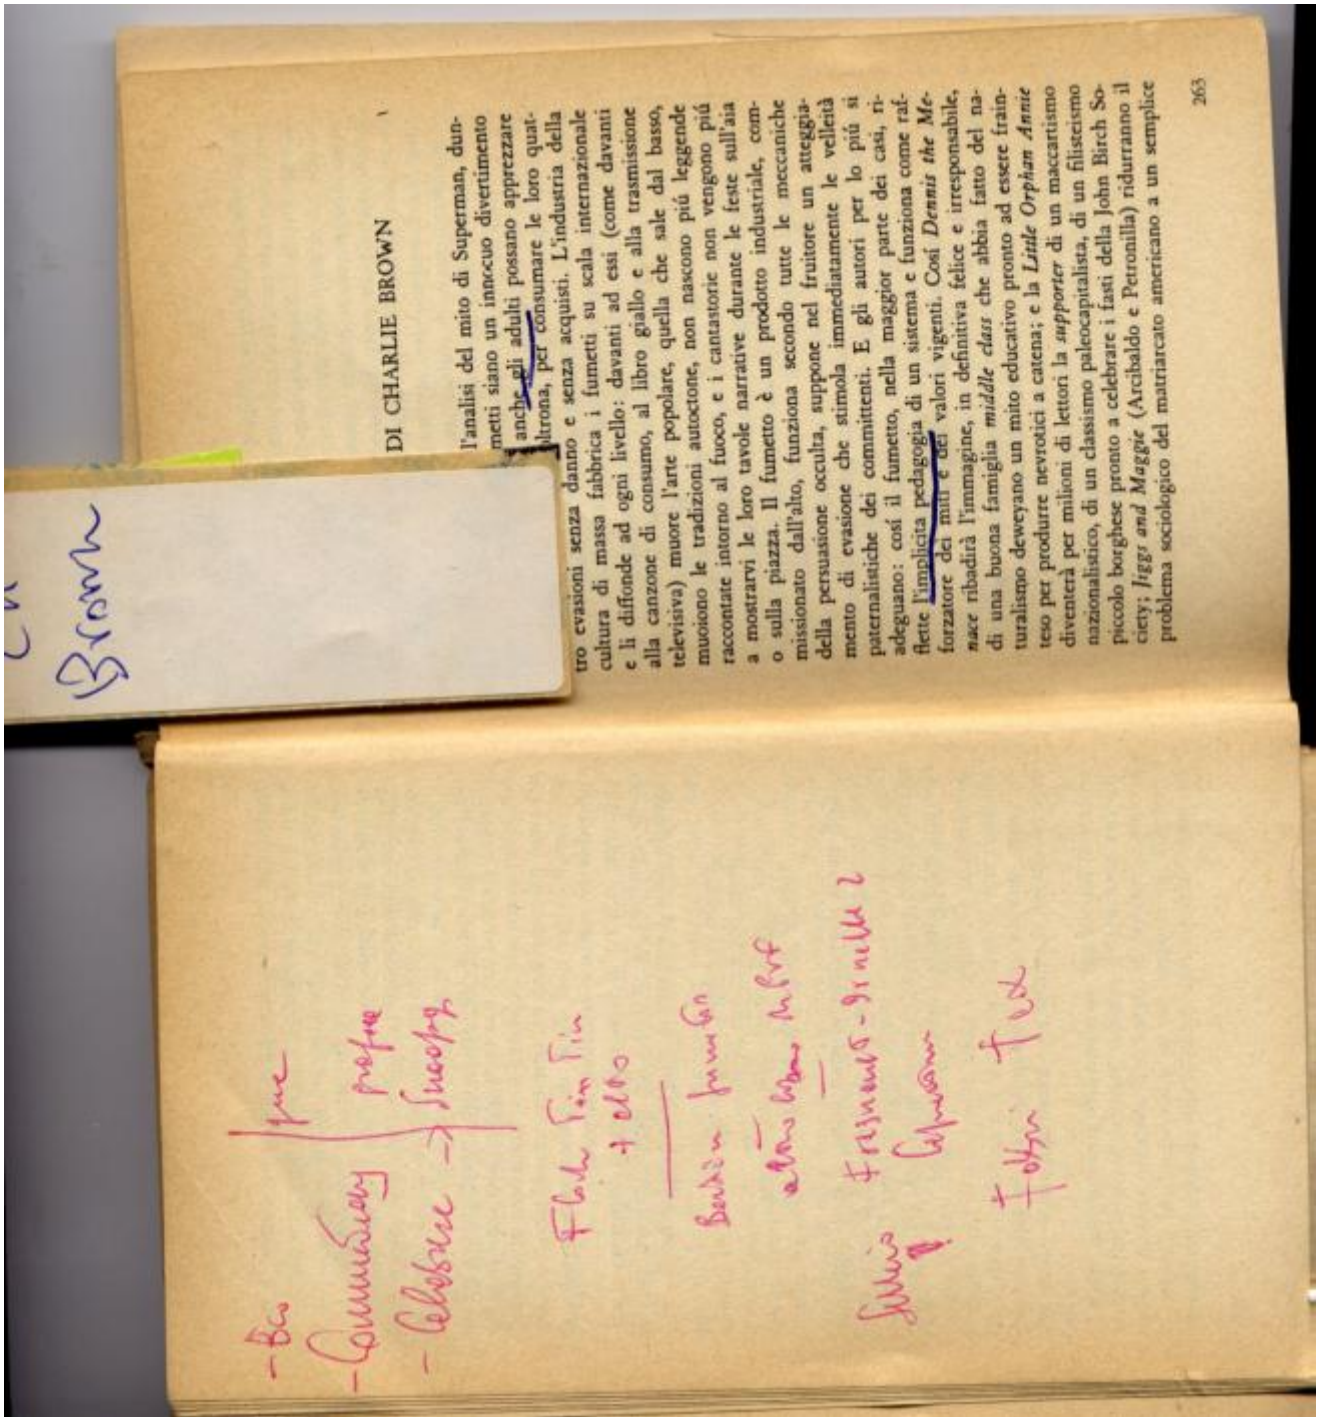 Brown
DI CHARLIE BROWN
l'analisi del mito di Superman, dun-
metti siano un innocuo divertimento
anche gli adulti possano apprezzare
oltrona, per consumare le loro quat-
tro evasioni senza danno e senza acquisti. L'industria della
cultura di massa fabbrica i fumetti su scala internazionale
e li diffonde ad ogni livello: davanti ad essi (come davanti
alla canzone di consumo, al libro giallo e alla trasmissione
televisiva) muore l'arte popolare, quella che sale dal basso,
muoiono le tradizioni autoctone, non nascono piú leggende
raccontate intorno al fuoco, e i cantastorie non vengono piú
a mostrarvi le loro tavole narrative durante le feste sull'aia
o sulla piazza. Il fumetto è un prodotto industriale, com-
missionato dall'alto, funziona secondo tutte le meccaniche
della persuasione occulta, suppone nel fruitore un atteggia-
mento di evasione che stimola immediatamente le velleità
paternalistiche dei committenti. E gli autori per lo piú si
adeguano: cosí il fumetto, nella maggior parte dei casi, ri-
flette l'implicita pedagogia di un sistema e funziona come raf-
forzatore dei miti e dei valori vigenti. Cosí Dennis the Me-
nace ribadirà l'immagine, in definitiva felice e irresponsabile,
di una buona famiglia middle class che abbia fatto del na-
turalismo deweyano un mito educativo pronto ad essere frain-
teso per produrre nevrotici a catena; e la Little Orphan Annie
diventerà per milioni di lettori la supporter di un maccartismo
nazionalistico, di un classismo paleocapitalista, di un filisteismo
piccolo borghese pronto a celebrare i fasti della John Birch So-
ciety; Jiggs and Maggie (Arcibaldo e Petronilla) ridurranno il
problema sociologico del matriarcato americano a un semplice
263
Tin Tin
Tex